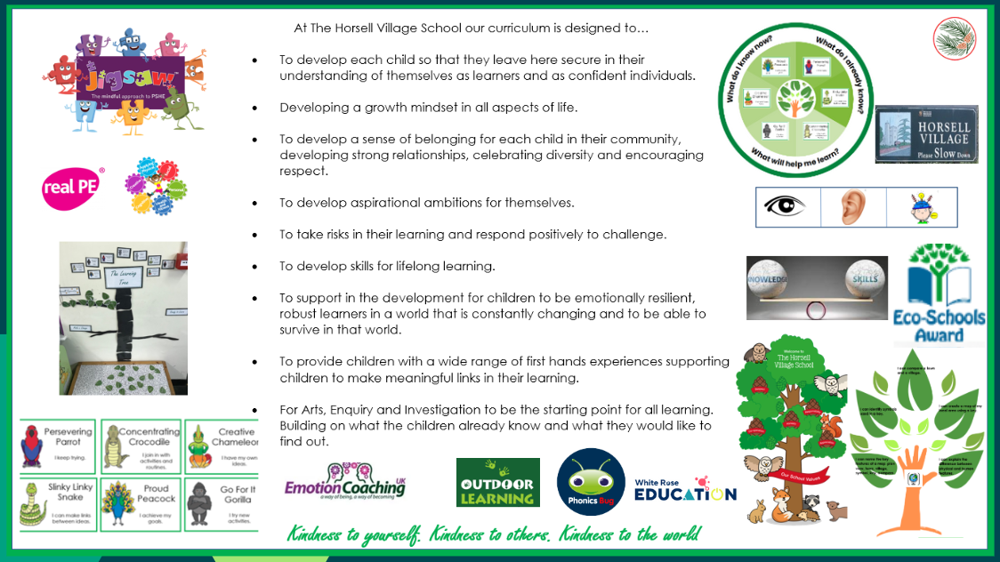 At The Horsell Village School our curriculum is designed to…
• To develop each child so that they leave here secure in their
understanding of themselves as learners and as confident individuals.
• Developing a growth mindset in all aspects of life.
• To develop a sense of belonging for each child in their community,
developing strong relationships, celebrating diversity and encouraging
respect.
• To develop aspirational ambitions for themselves.
• To take risks in their learning and respond positively to challenge.
• To develop skills for lifelong learning.
• To support in the development for children to be emotionally resilient,
robust learners in a world that is constantly changing and to be able to
survive in that world.
• To provide children with a wide range of first hands experiences supporting
children to make meaningful links in their learning.
• For Arts, Enquiry and Investigation to be the starting point for all learning.
Building on what the children already know and what they would like to
find out.
Jigsaw
The mindful approach to PSHE
real PE®
The Learning
Tree
Persevering
Parrot
I keep trying.
Concentrating
Crocodile
I join in with
activities and
routines.
Creative
Chameleon
I have my own
ideas.
Slinky Linky
Snake
I can make links
between ideas.
Proud
Peacock
I achieve my
goals.
Go For It
Gorilla
I try new
activities.
EmotionCoaching UK
a way of being, a way of becoming
OUTDOOR
LEARNING
Phonics Bug
White Rose
EDUCATION
Kindness to yourself. Kindness to others. Kindness to the world
What do I know now?
What do I already know?
What will help me learn?
HORSELL
VILLAGE
Please Slow Down
KNOWLEDGE
SKILLS
Eco-Schools
Award
Welcome to
The Horsell
Village School
Our School Values